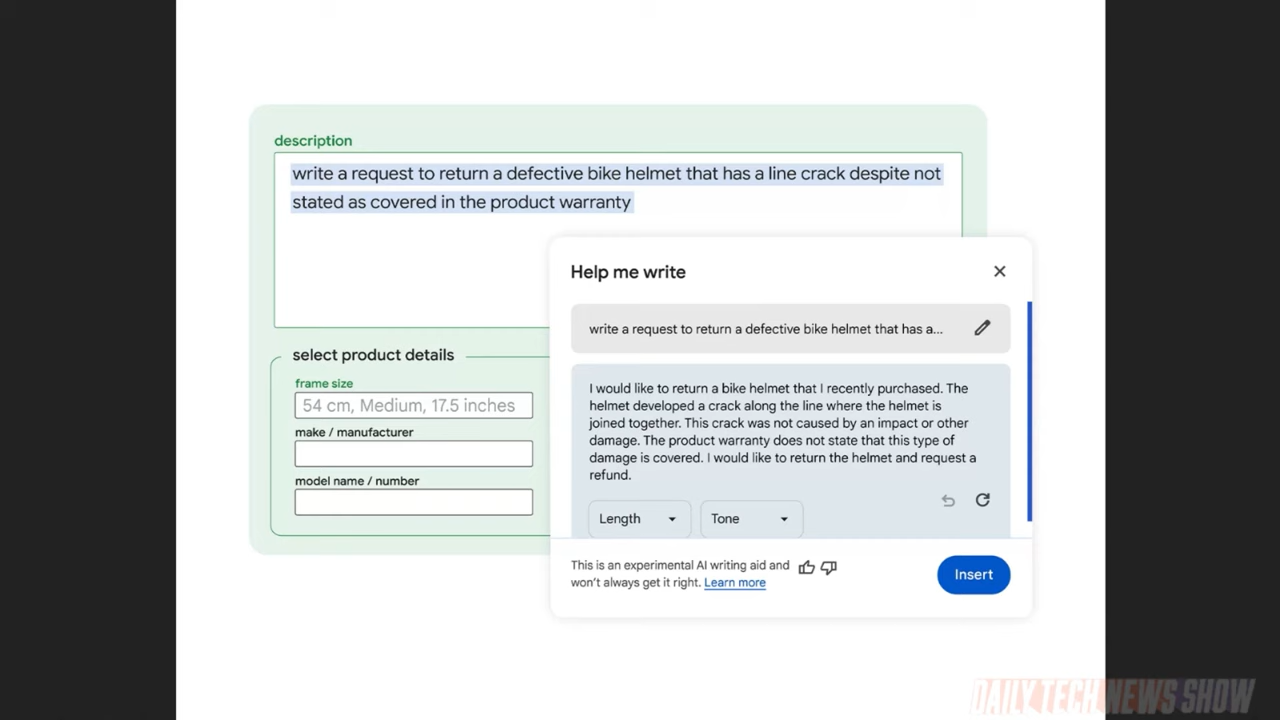 description
write a request to return a defective bike helmet that has a line crack despite not
stated as covered in the product warranty
select product details
frame size
54 cm, Medium, 17.5 inches
make / manufacturer
model name / number
Help me write
write a request to return a defective bike helmet that has a...
I would like to return a bike helmet that I recently purchased. The
helmet developed a crack along the line where the helmet is
joined together. This crack was not caused by an impact or other
damage. The product warranty does not state that this type of
damage is covered. I would like to return the helmet and request a
refund.
Length
Tone
This is an experimental AI writing aid and
won't always get it right. Learn more
Insert
DAILY TECH NEWS SHOW